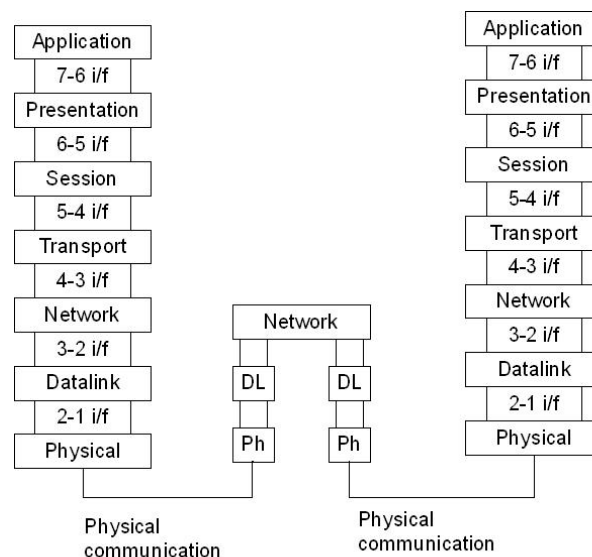 Application
7-6 i/f
Presentation
6-5 i/f
Session
5-4 i/f
Transport
4-3 i/f
Network
3-2 i/f
Datalink
2-1 i/f
Physical
Network
DL
DL
Ph
Ph
Application
7-6 i/f
Presentation
6-5 i/f
Session
5-4 i/f
Transport
4-3 i/f
Network
3-2 i/f
Datalink
2-1 i/f
Physical
Physical
communication
Physical
communication